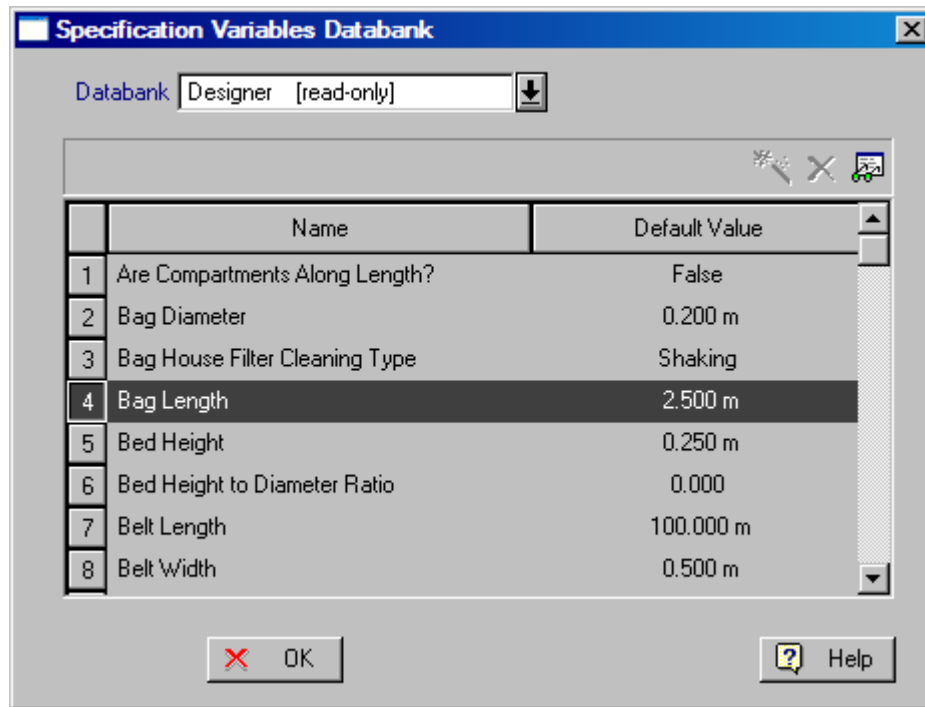 Specification Variables Databank
Databank Designer [read-only]
Name Default Value
1 Are Compartments Along Length? False
2 Bag Diameter 0.200 m
3 Bag House Filter Cleaning Type Shaking
4 Bag Length 2.500 m
5 Bed Height 0.250 m
6 Bed Height to Diameter Ratio 0.000
7 Belt Length 100.000 m
8 Belt Width 0.500 m
OK Help